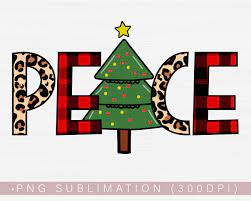 PEACE
•PNG SUBLIMATION (300DPI)